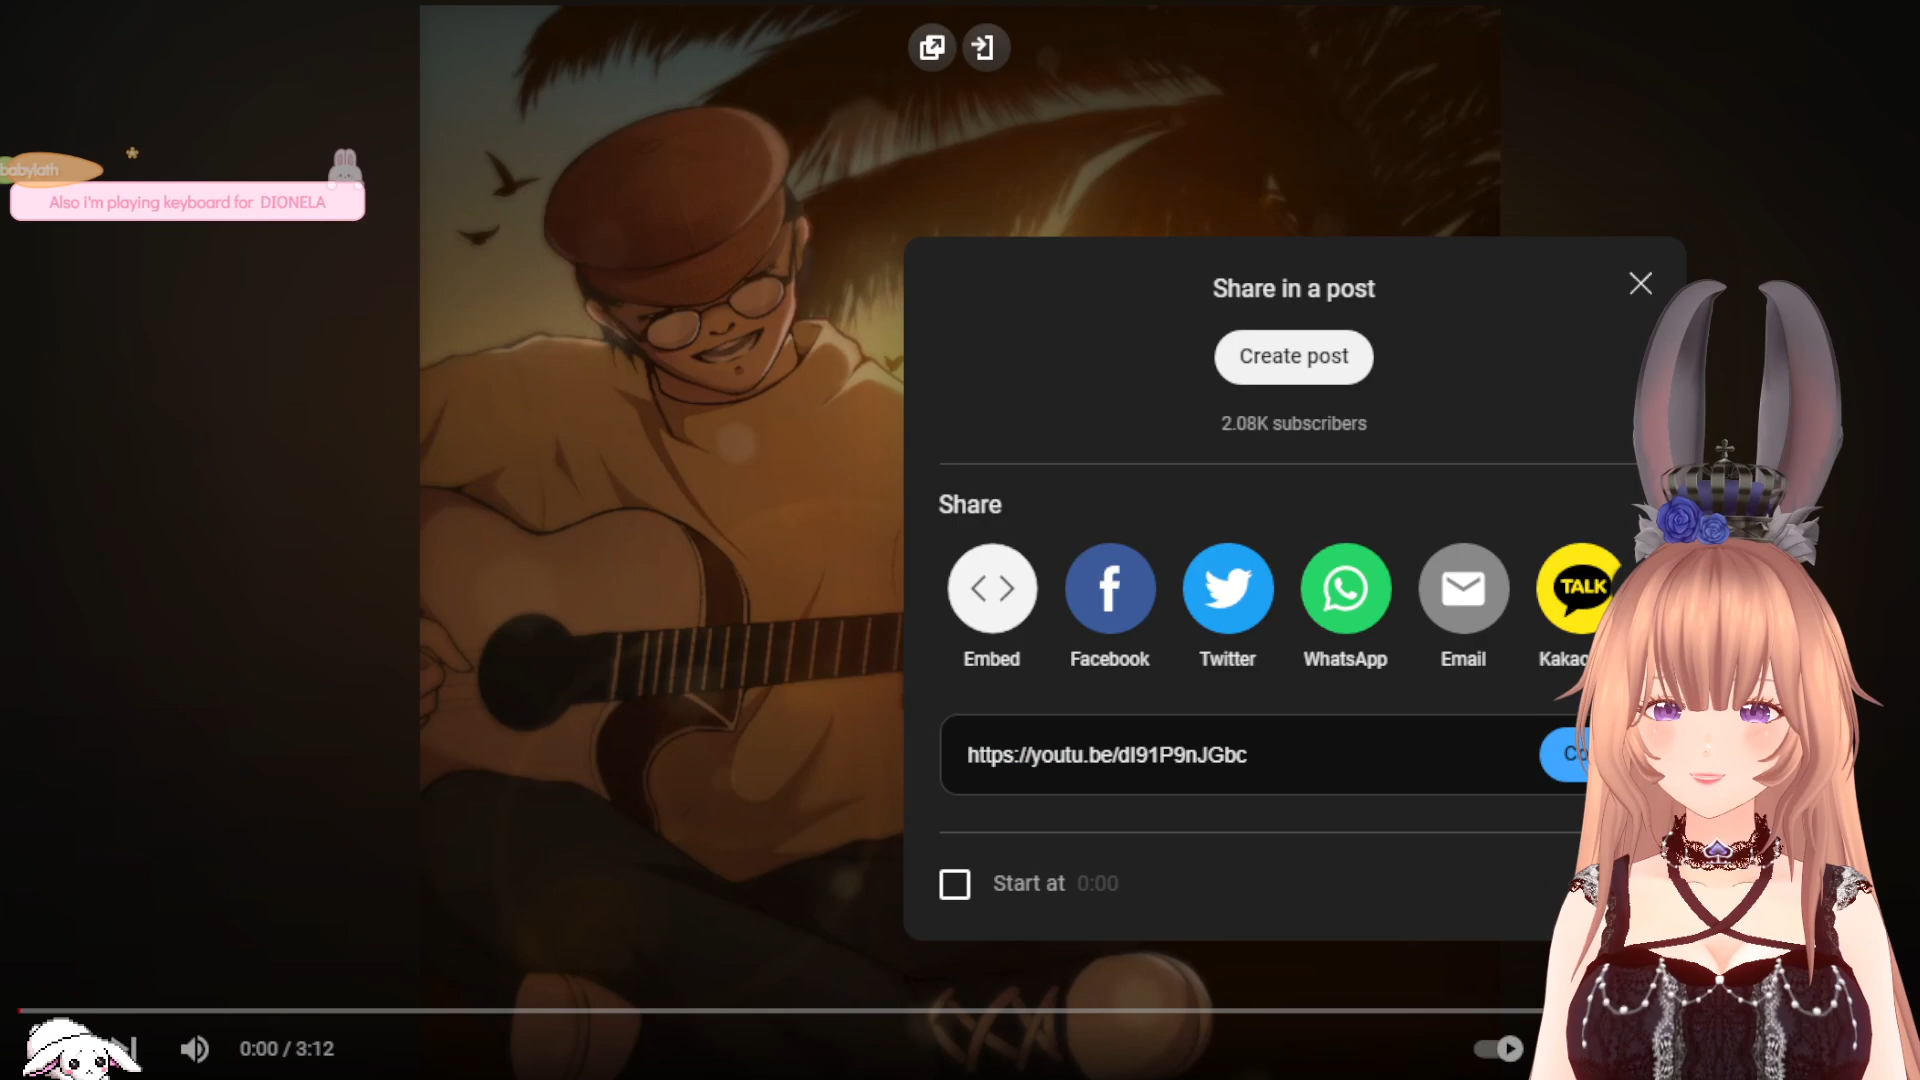 babylath
Also i'm playing keyboard for DIONELA
Share in a post
Create post
2.08K subscribers
Share
TALK
Embed
Facebook
Twitter
WhatsApp
Email
Kakao
https://youtu.be/dI91P9nJGbc
Co
Start at 0:00
0:00 / 3:12